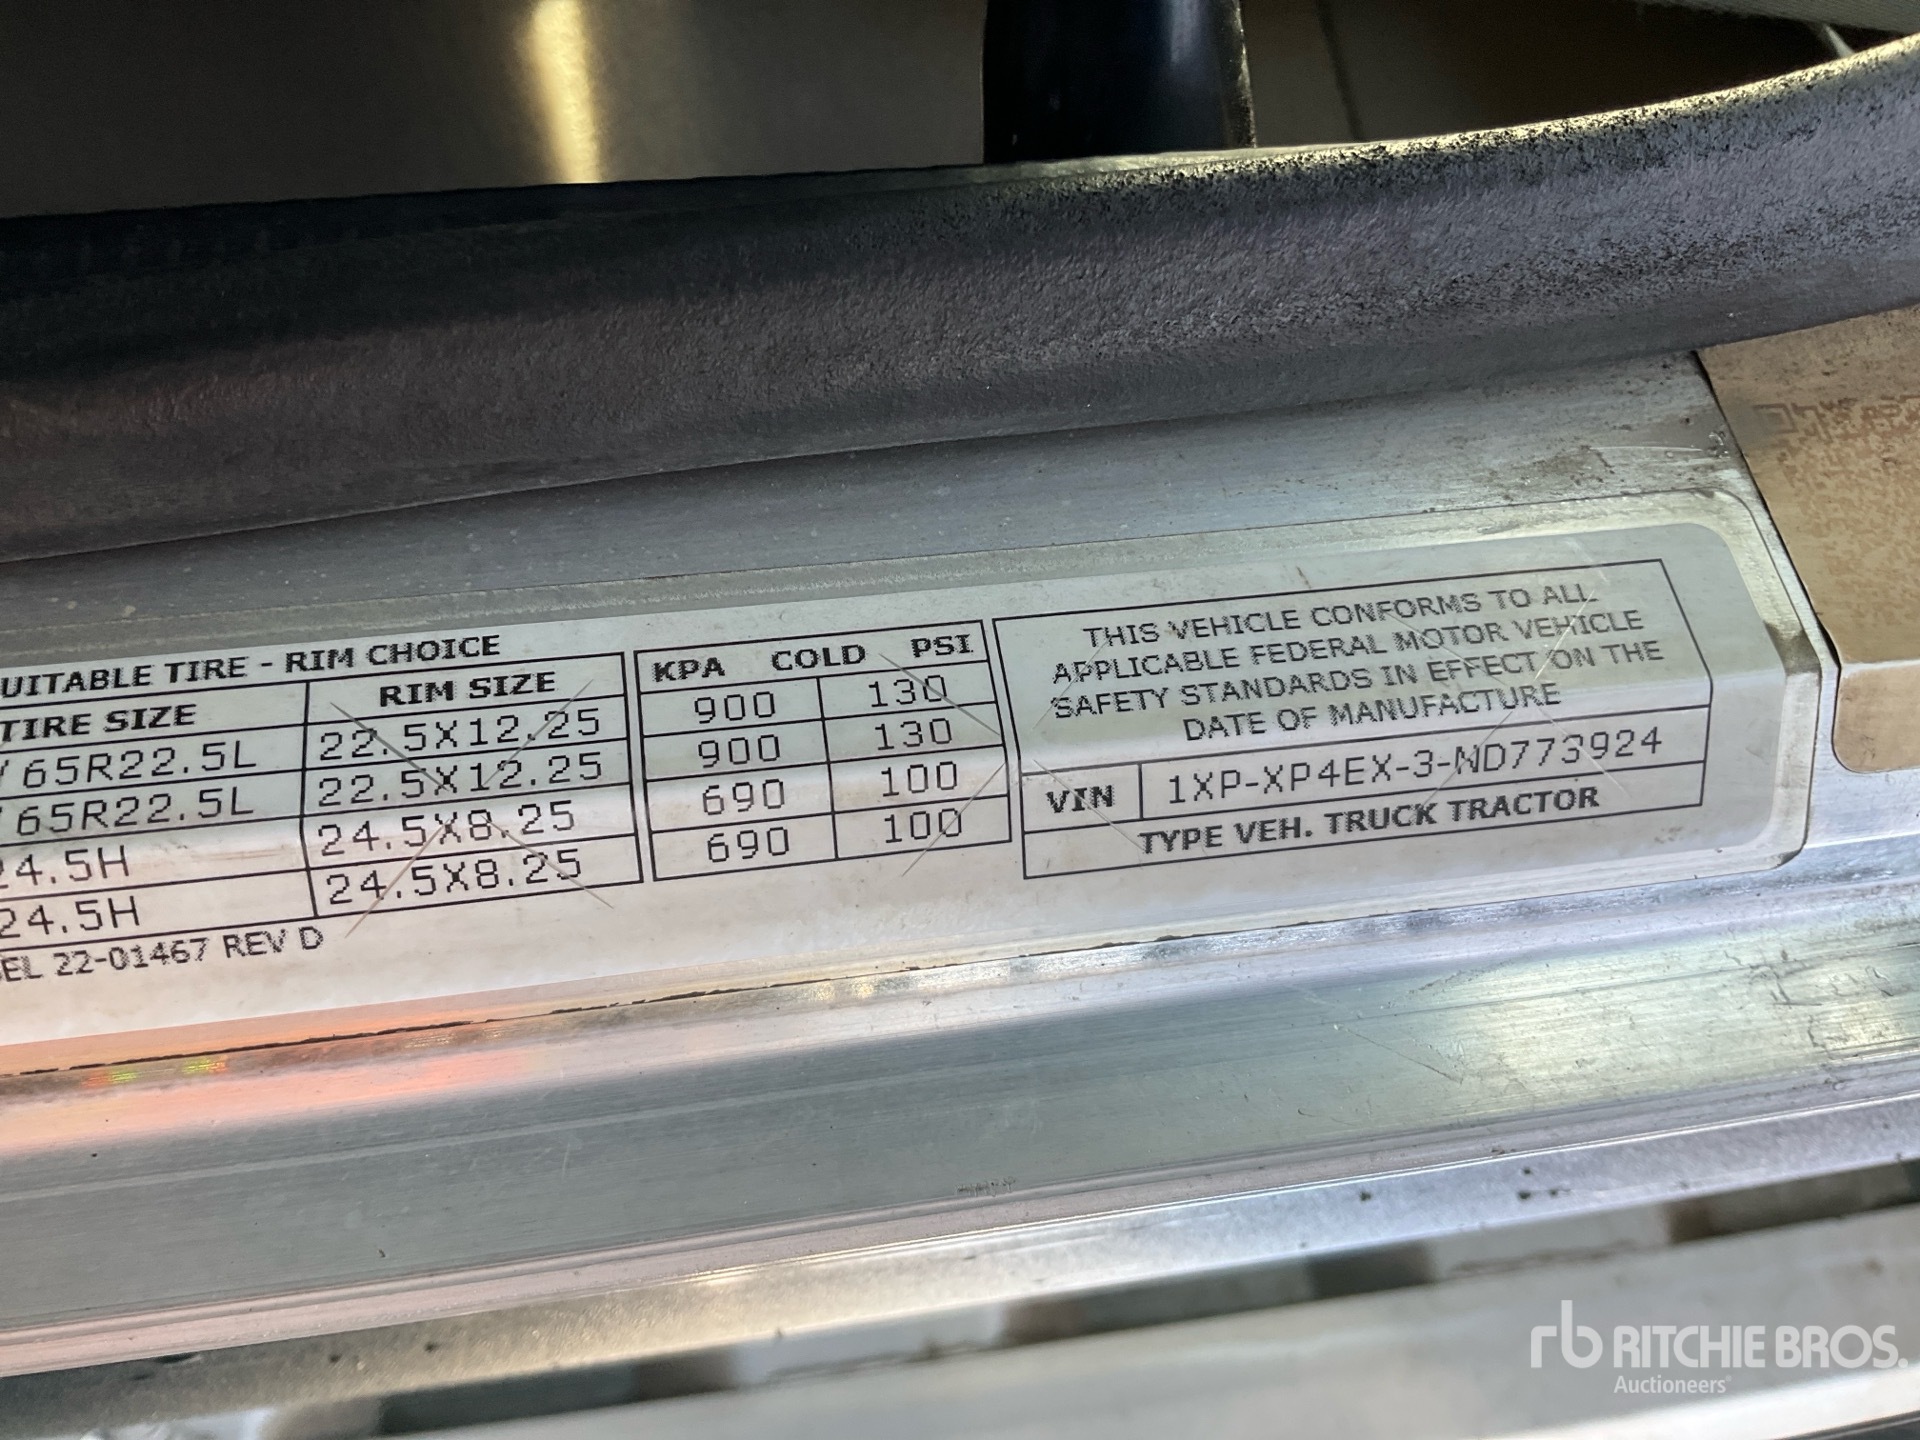 UITABLE TIRE - RIM CHOICE
TIRE SIZE RIM SIZE
65R22.5L 22.5X12.25
65R22.5L 22.5X12.25
24.5H 24.5X8.25
24.5H 24.5X8.25
EL 22-01467 REV D
KPA COLD PSI
900 130
900 130
690 100
690 100
THIS VEHICLE CONFORMS TO ALL
APPLICABLE FEDERAL MOTOR VEHICLE
SAFETY STANDARDS IN EFFECT ON THE
DATE OF MANUFACTURE
VIN 1XP-XP4EX-3-ND773924
TYPE VEH. TRUCK TRACTOR
rb RITCHIE BROS.
Auctioneers